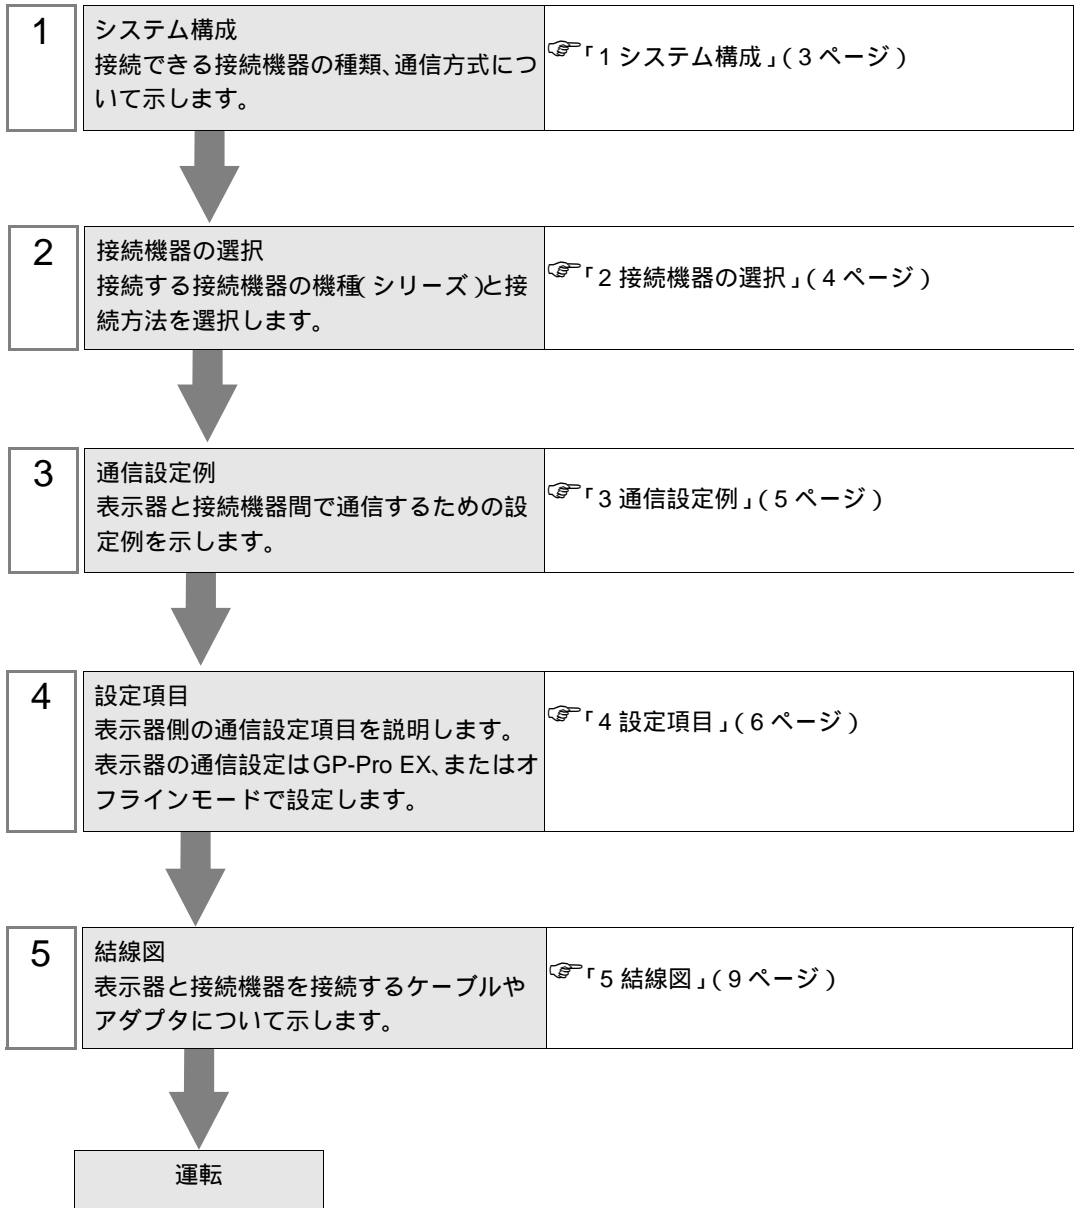 1
システム構成
接続できる接続機器の種類、通信方式につ
いて示します。
☞「1 システム構成」(3 ページ)
2
接続機器の選択
接続する接続機器の機種(シリーズ)と接
続方法を選択します。
☞「2 接続機器の選択」(4 ページ)
3
通信設定例
表示器と接続機器間で通信するための設
定例を示します。
☞「3 通信設定例」(5 ページ)
4
設定項目
表示器側の通信設定項目を説明します。
表示器の通信設定はGP-Pro EX、またはオ
フラインモードで設定します。
☞「4 設定項目」(6 ページ)
5
結線図
表示器と接続機器を接続するケーブルや
アダプタについて示します。
☞「5 結線図」(9 ページ)
運転